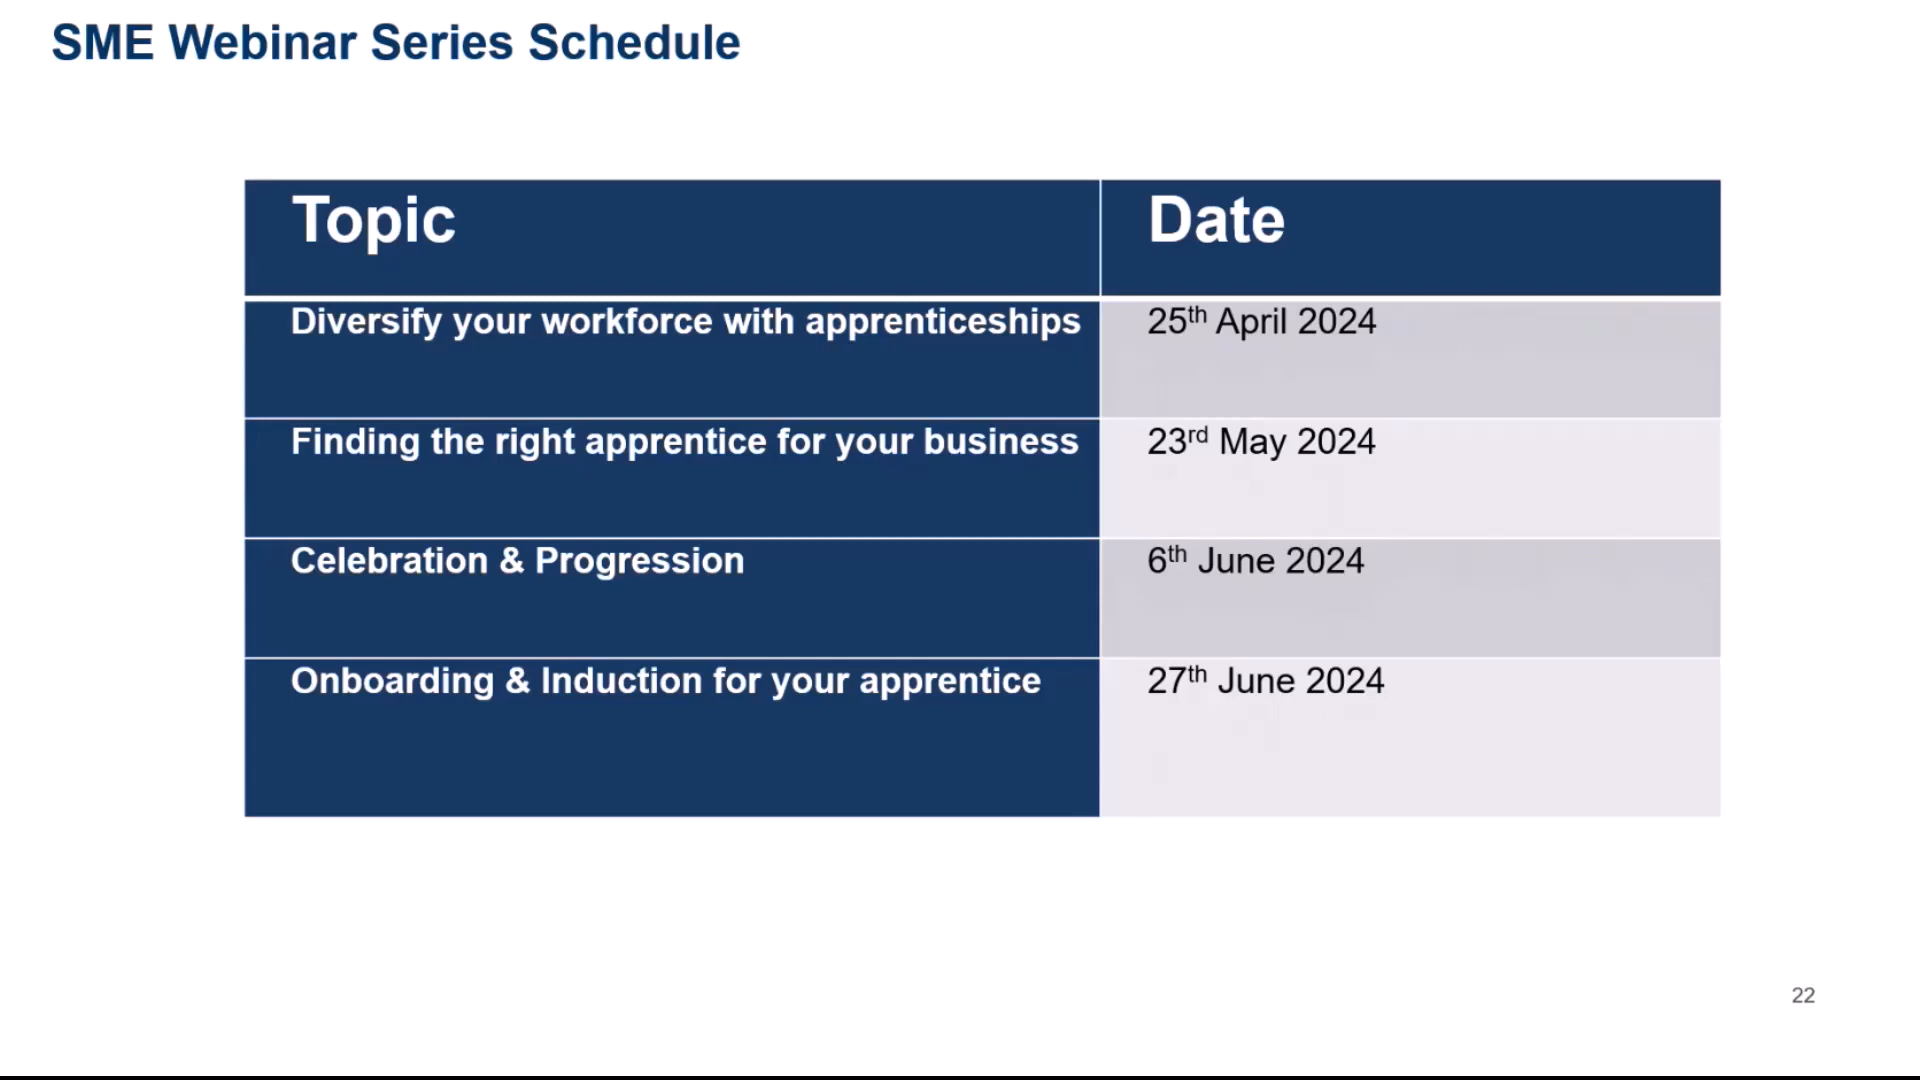 SME Webinar Series Schedule
Topic
Date
Diversify your workforce with apprenticeships
25th April 2024
Finding the right apprentice for your business
23rd May 2024
Celebration & Progression
6th June 2024
Onboarding & Induction for your apprentice
27th June 2024
22